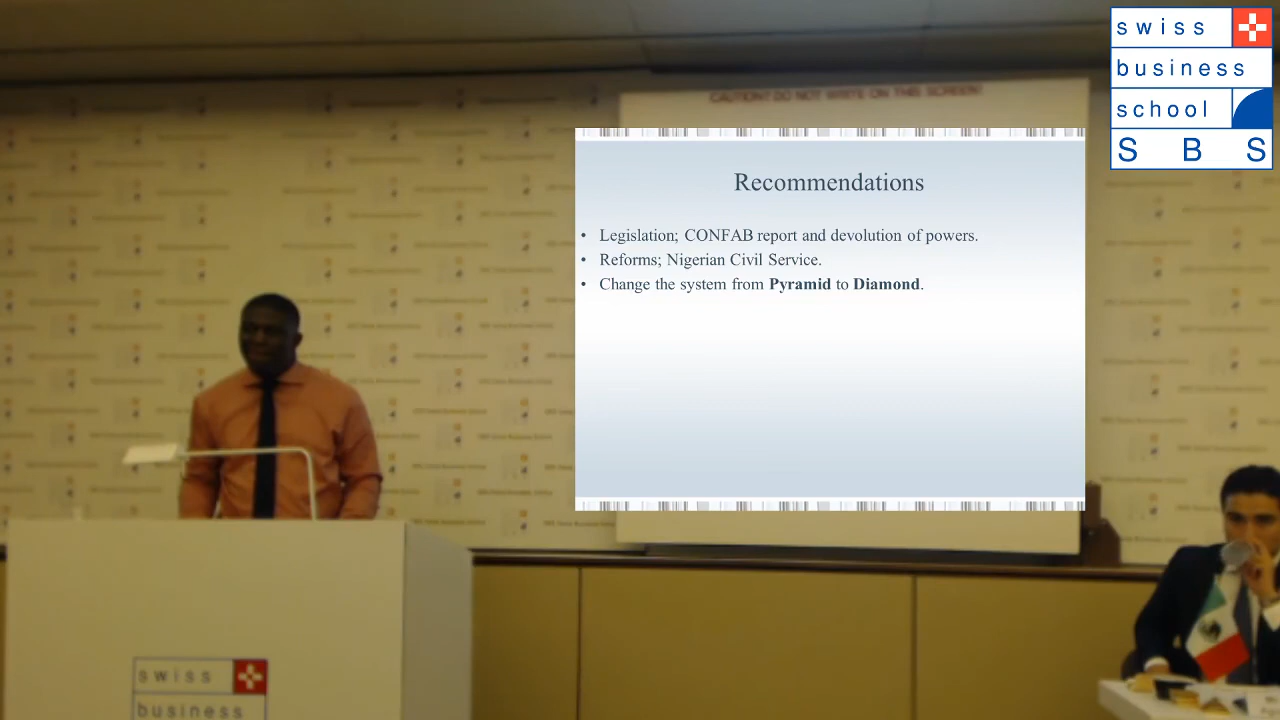 swiss
business
school
S B S
CAUTION! DO NOT WRITE ON THIS SCREEN!
Recommendations
• Legislation; CONFAB report and devolution of powers.
• Reforms; Nigerian Civil Service.
• Change the system from Pyramid to Diamond.
swiss
business